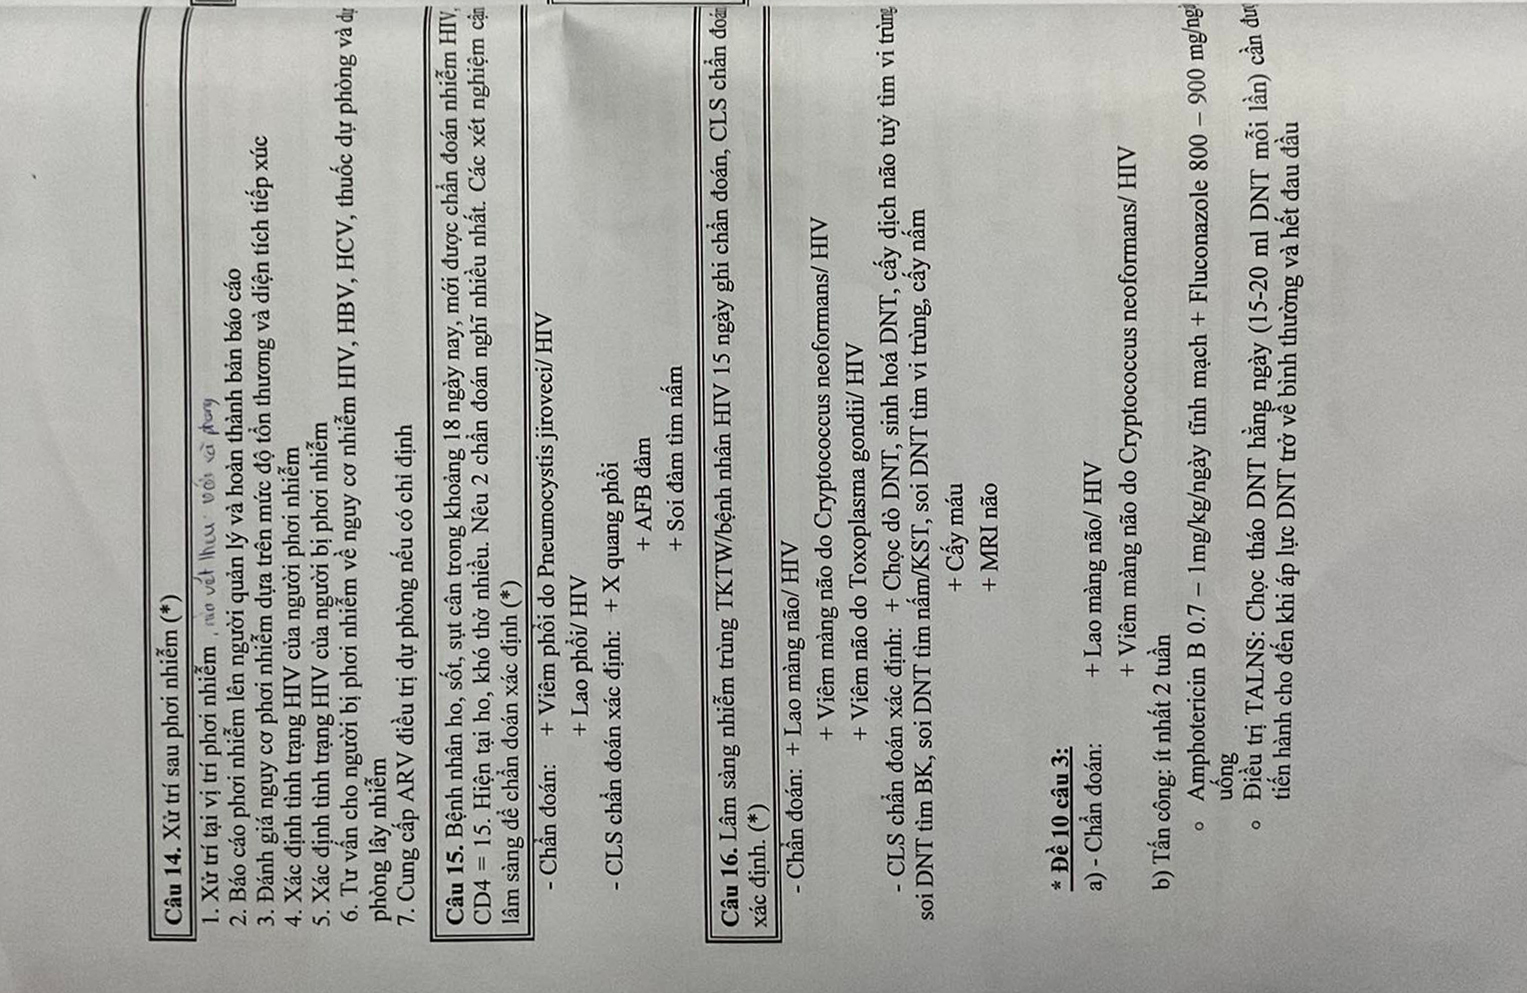 Câu 14. Xử trí sau phơi nhiễm (*)
1. Xử trí tại vị trí phơi nhiễm , vết với xà phòng
2. Báo cáo phơi nhiễm lên người quản lý và hoàn thành bản báo cáo
3. Đánh giá nguy cơ phơi nhiễm dựa trên mức độ tổn thương và diện tích tiếp xúc
4. Xác định tình trạng HIV của người phơi nhiễm
5. Xác định tình trạng HIV của người bị phơi nhiễm
6. Tư vấn cho người bị phơi nhiễm về nguy cơ nhiễm HIV, HBV, HCV, thuốc dự phòng và dự
phòng lây nhiễm
7. Cung cấp ARV điều trị dự phòng nếu có chỉ định
Câu 15. Bệnh nhân ho, sốt, sụt cân trong khoảng 18 ngày nay, mới được chẩn đoán nhiễm HIV,
CD4 = 15. Hiện tại ho, khó thở nhiều. Nêu 2 chẩn đoán nghĩ nhiều nhất. Các xét nghiệm cận
lâm sàng để chẩn đoán xác định (*)
- Chẩn đoán: + Viêm phổi do Pneumocystis jiroveci/ HIV
+ Lao phổi/ HIV
- CLS chẩn đoán xác định: + X quang phổi
+ AFB đàm
+ Soi đàm tìm nấm
Câu 16. Lâm sàng nhiễm trùng TKTW/bệnh nhân HIV 15 ngày ghi chẩn đoán, CLS chẩn đoán
xác định. (*)
- Chẩn đoán: + Lao màng não/ HIV
+ Viêm màng não do Cryptococcus neoformans/ HIV
+ Viêm não do Toxoplasma gondii/ HIV
- CLS chẩn đoán xác định: + Chọc dò DNT, sinh hoá DNT, cấy dịch não tuỷ tìm vi trùng
soi DNT tìm BK, soi DNT tìm nấm/KST, soi DNT tìm vi trùng, cấy nấm
+ Cấy máu
+ MRI não
* Đề 10 câu 3:
a) - Chẩn đoán: + Lao màng não/ HIV
+ Viêm màng não do Cryptococcus neoformans/ HIV
b) Tấn công: ít nhất 2 tuần
o Amphotericin B 0.7 – 1mg/kg/ngày tĩnh mạch + Fluconazole 800 – 900 mg/ngà
uống
o Điều trị TALNS: Chọc tháo DNT hằng ngày (15-20 ml DNT mỗi lần) cần đượ
tiến hành cho đến khi áp lực DNT trở về bình thường và hết đau đầu